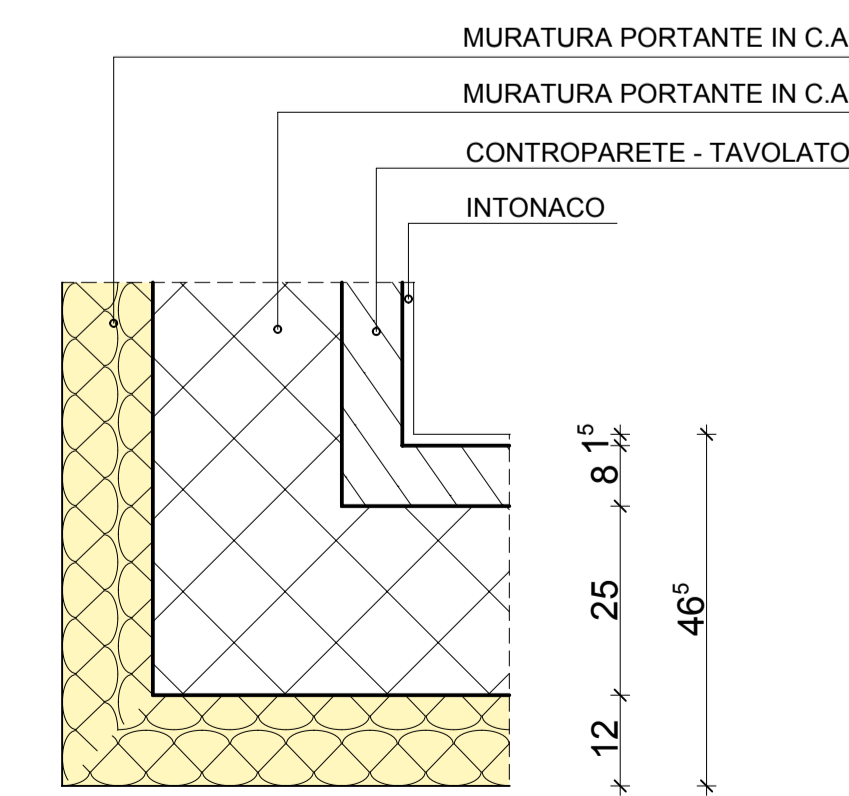 MURATURA PORTANTE IN C.A
MURATURA PORTANTE IN C.A
CONTROPARETE - TAVOLATO
INTONACO
1⁵
8
25
46⁵
12